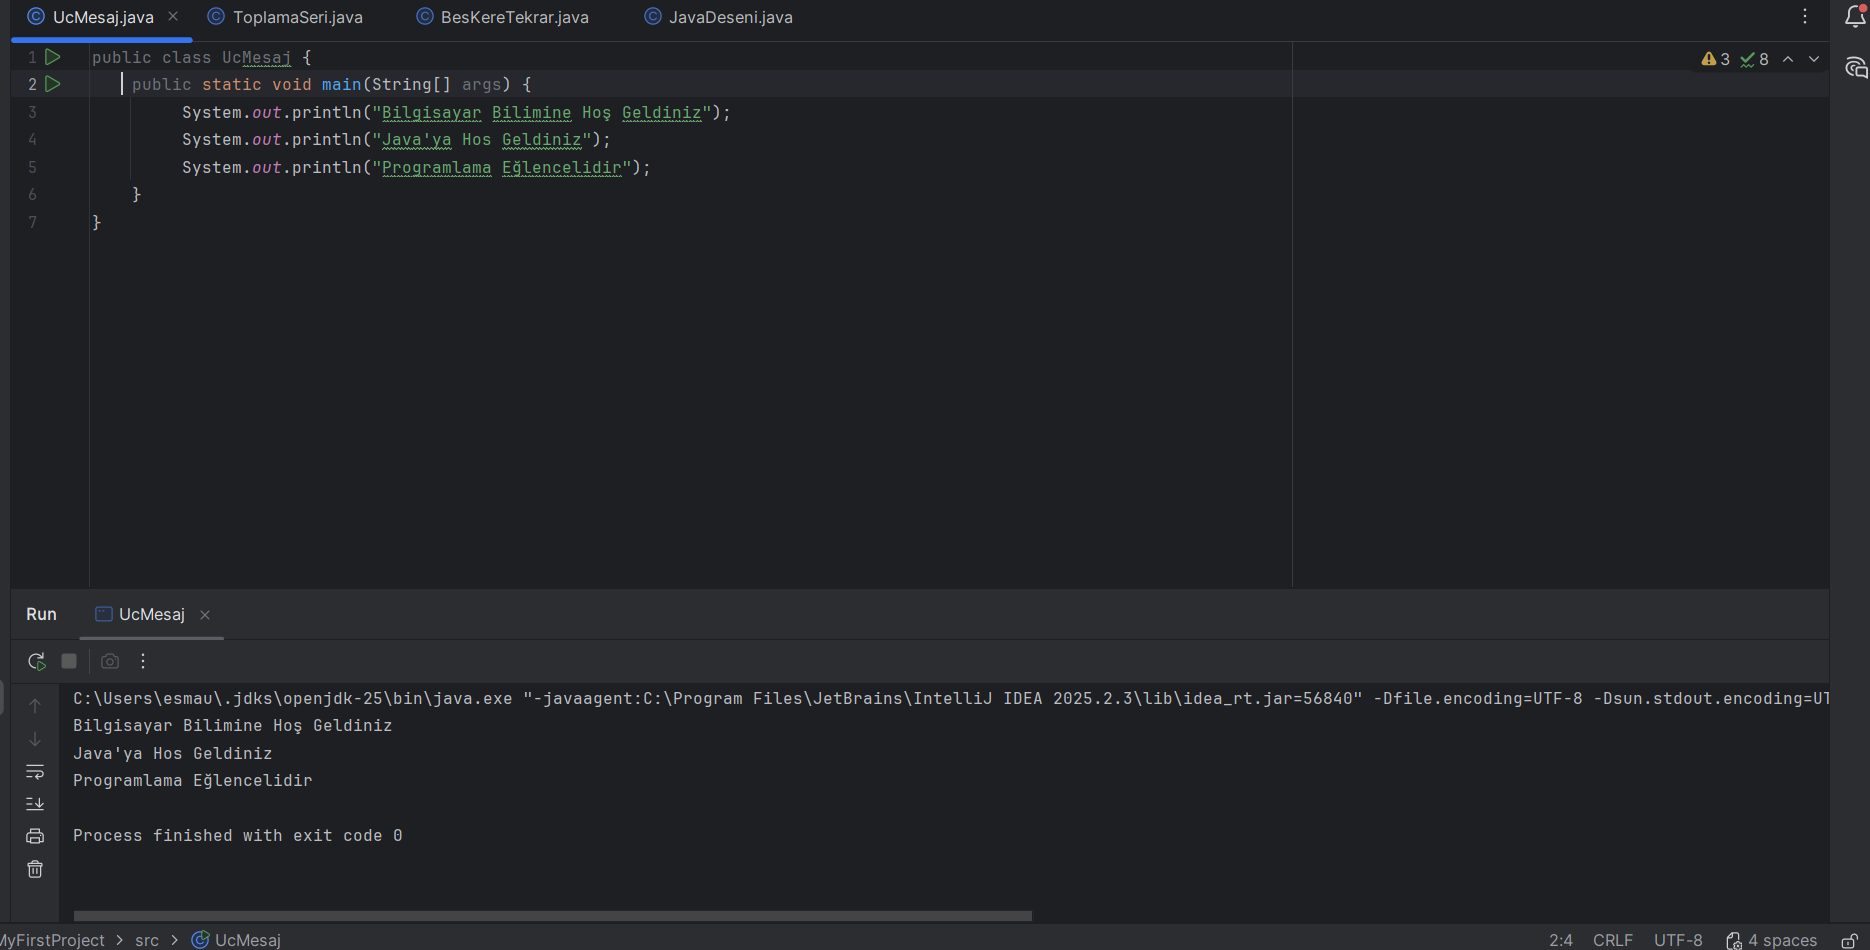 UcMesaj.java
ToplamaSeri.java
BesKereTekrar.java
JavaDeseni.java
1 public class UcMesaj {
3 8
2 public static void main(String[] args) {
3 System.out.println("Bilgisayar Bilimine Hoş Geldiniz");
4 System.out.println("Java'ya Hos Geldiniz");
5 System.out.println("Programlama Eğlencelidir");
6 }
7 }
Run UcMesaj
C:\Users\esmau\.jdks\openjdk-25\bin\java.exe "-javaagent:C:\Program Files\JetBrains\IntelliJ IDEA 2025.2.3\lib\idea_rt.jar=56840" -Dfile.encoding=UTF-8 -Dsun.stdout.encoding=UT
Bilgisayar Bilimine Hoş Geldiniz
Java'ya Hos Geldiniz
Programlama Eğlencelidir
Process finished with exit code 0
MyFirstProject > src > UcMesaj
2:4 CRLF UTF-8 4 spaces